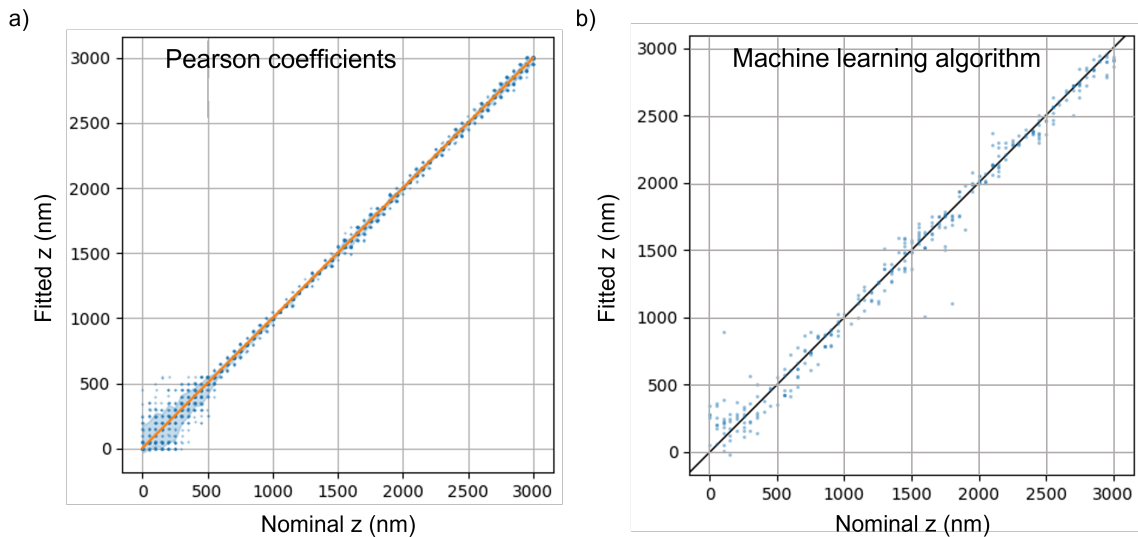 a)
Pearson coefficients
3000
2500
2000
1500
1000
500
0
Fitted z (nm)
0 500 1000 1500 2000 2500 3000
Nominal z (nm)
b)
Machine learning algorithm
3000
2500
2000
1500
1000
500
0
Fitted z (nm)
0 500 1000 1500 2000 2500 3000
Nominal z (nm)